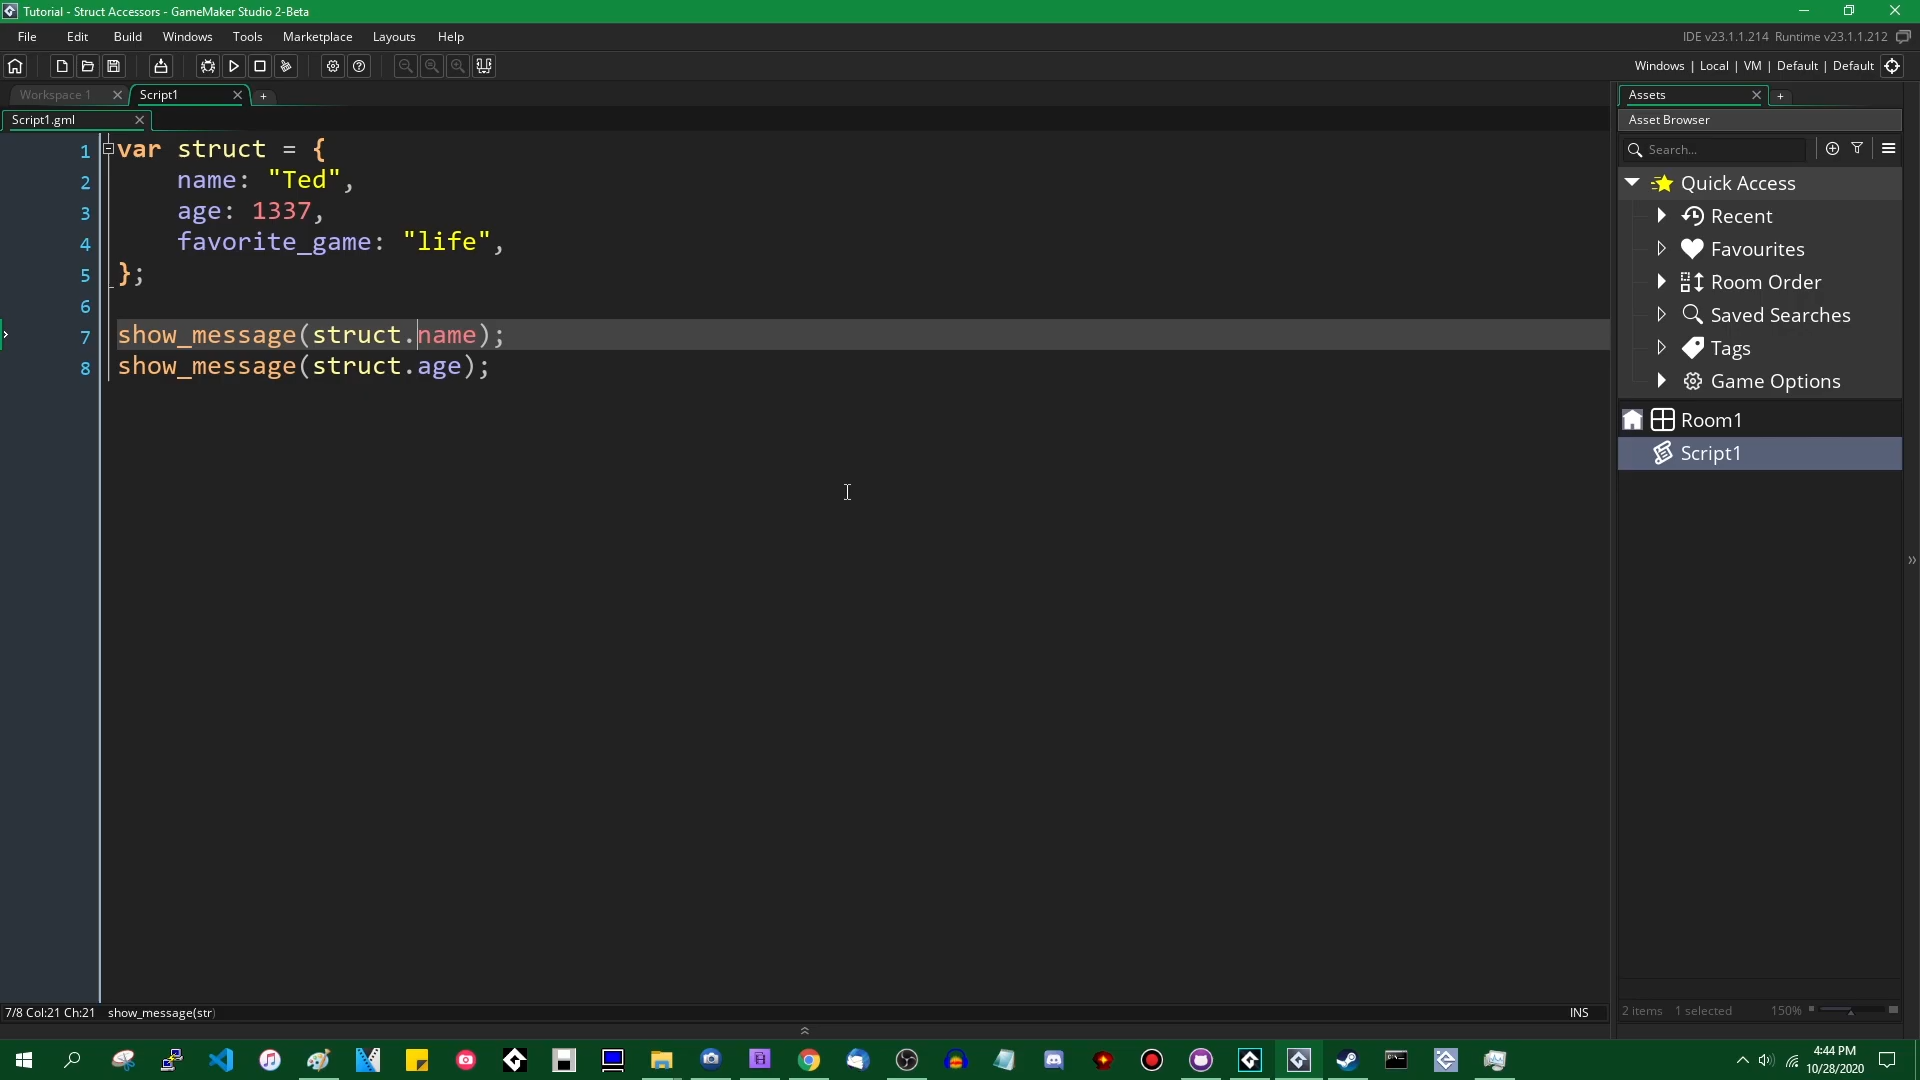 Tutorial - Struct Accessors - GameMaker Studio 2-Beta
File Edit Build Windows Tools Marketplace Layouts Help
IDE v23.1.1.214 Runtime v23.1.1.212
Windows | Local | VM | Default | Default
Workspace 1
Script1
Assets
Script1.gml
Asset Browser
Search...
1 var struct = {
2 name: "Ted",
3 age: 1337,
4 favorite_game: "life",
5 };
6
7 show_message(struct.name);
8 show_message(struct.age);
Quick Access
Recent
Favourites
Room Order
Saved Searches
Tags
Game Options
Room1
Script1
2 items 1 selected 150%
7/8 Col:21 Ch:21 show_message(str) INS
4:44 PM
10/28/2020